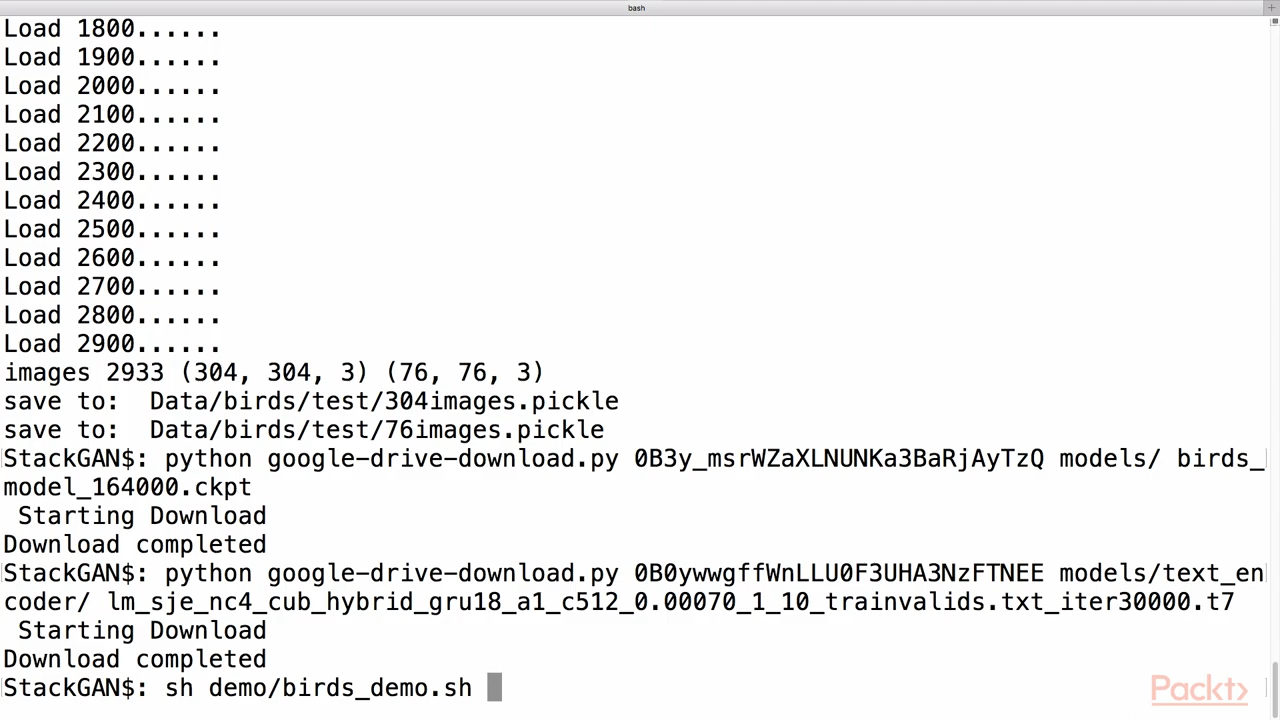 bash
Load 1800......
Load 1900......
Load 2000......
Load 2100......
Load 2200......
Load 2300......
Load 2400......
Load 2500......
Load 2600......
Load 2700......
Load 2800......
Load 2900......
images 2933 (304, 304, 3) (76, 76, 3)
save to:  Data/birds/test/304images.pickle
save to:  Data/birds/test/76images.pickle
StackGAN$: python google-drive-download.py 0B3y_msrWZaXLNUNKa3BaRjAyTzQ models/ birds_
model_164000.ckpt
 Starting Download
Download completed
StackGAN$: python google-drive-download.py 0B0ywwgffWnLLU0F3UHA3NzFTNEE models/text_en
coder/ lm_sje_nc4_cub_hybrid_gru18_a1_c512_0.00070_1_10_trainvalids.txt_iter30000.t7
 Starting Download
Download completed
StackGAN$: sh demo/birds_demo.sh
Packt>